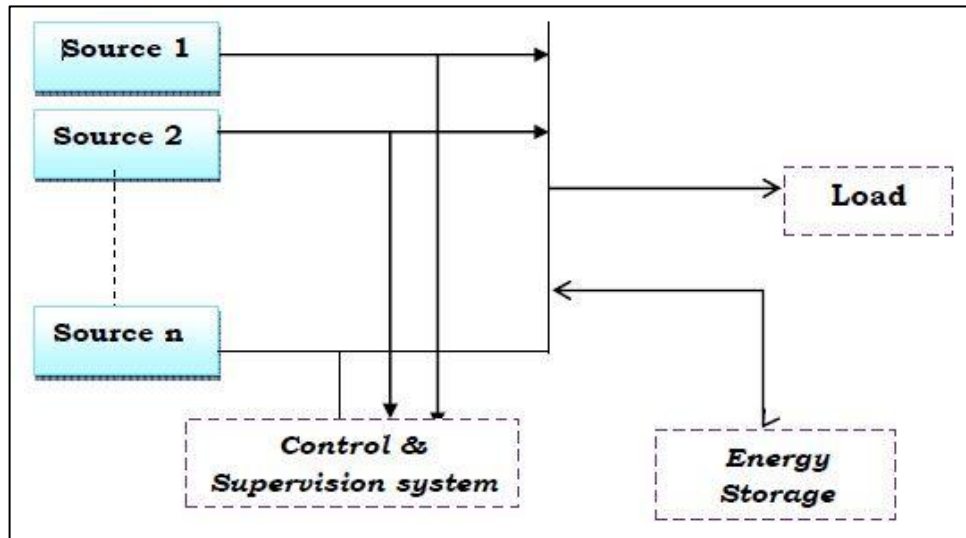 Source 1
Source 2
Load
Source n
Control &
Supervision system
Energy
Storage